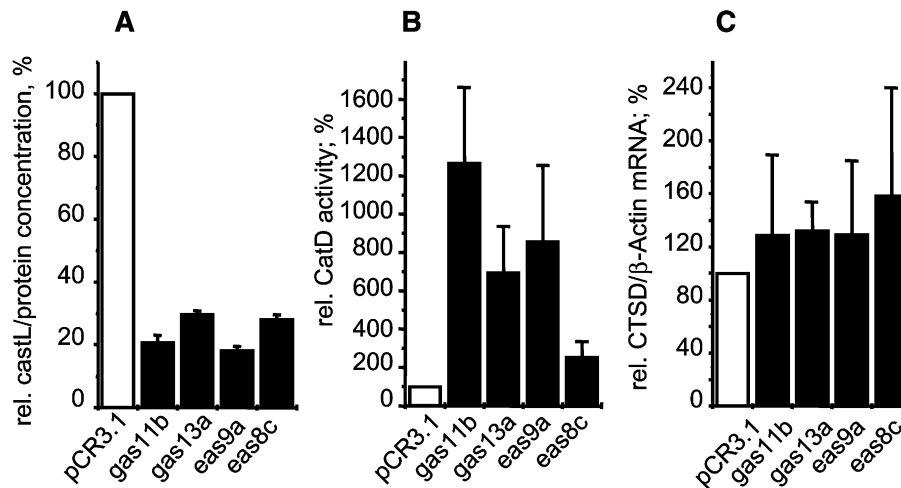 A
rel. castL/protein concentration, %
100
80
60
40
20
0
pCR3.1
gas11b
gas13a
eas9a
eas8c
B
rel. CatD activity; %
1600
1400
1200
1000
800
600
400
200
0
pCR3.1
gas11b
gas13a
eas9a
eas8c
C
rel. CTSD/β-Actin mRNA; %
240
200
160
120
80
40
0
pCR3.1
gas11b
gas13a
eas9a
eas8c